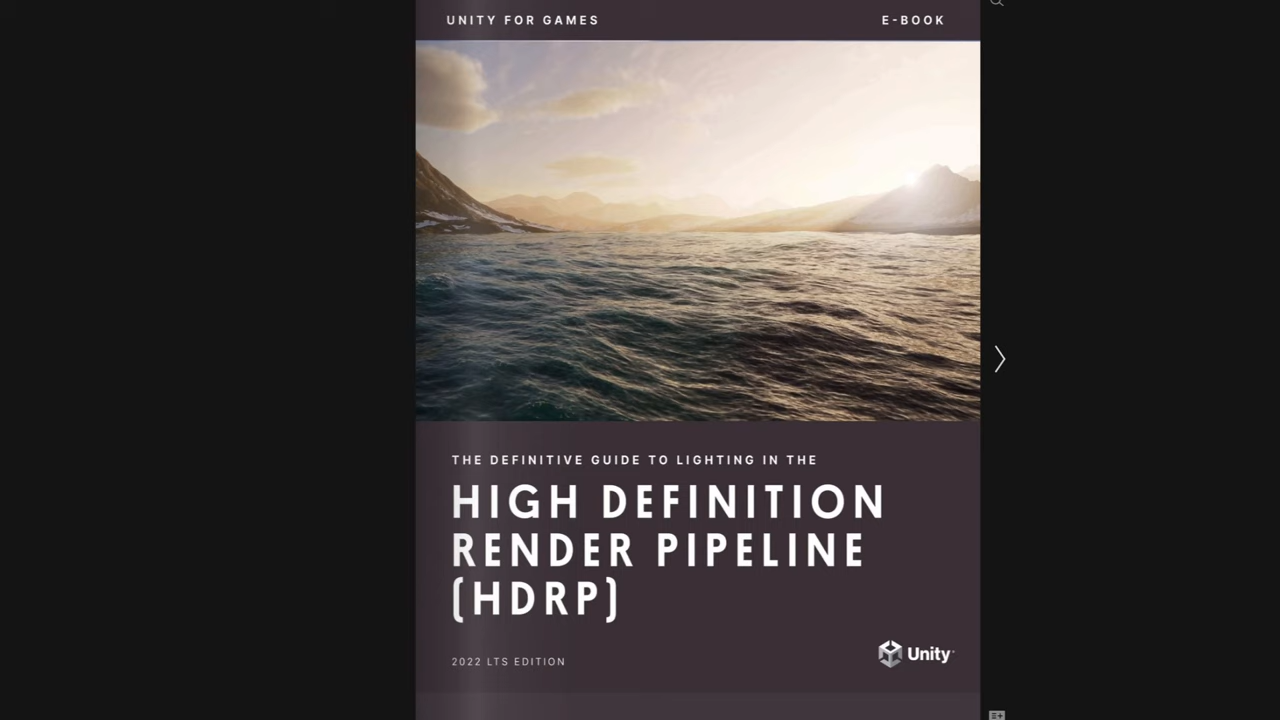 UNITY FOR GAMES
E-BOOK
THE DEFINITIVE GUIDE TO LIGHTING IN THE
HIGH DEFINITION
RENDER PIPELINE
(HDRP)
2022 LTS EDITION
Unity